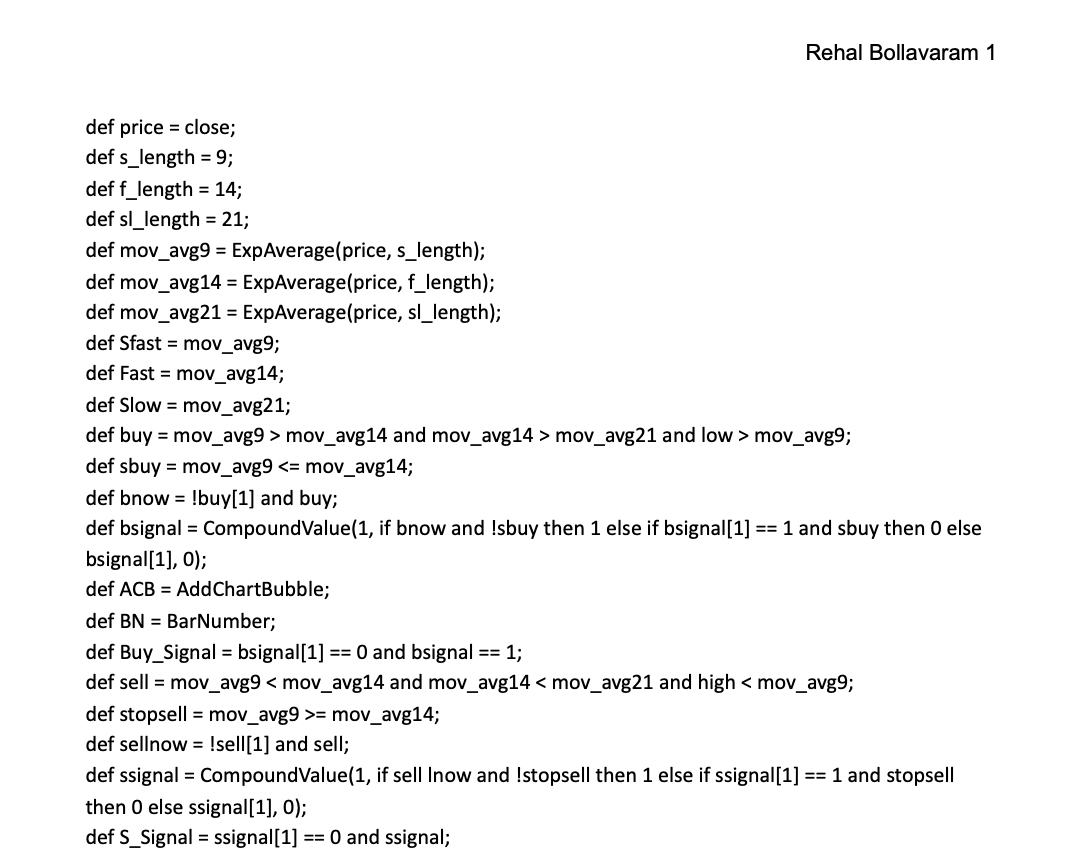 Rehal Bollavaram 1
def price = close;
def s_length = 9;
def f_length = 14;
def sl_length = 21;
def mov_avg9 = ExpAverage(price, s_length);
def mov_avg14 = ExpAverage(price, f_length);
def mov_avg21 = ExpAverage(price, sl_length);
def Sfast = mov_avg9;
def Fast = mov_avg14;
def Slow = mov_avg21;
def buy = mov_avg9 > mov_avg14 and mov_avg14 > mov_avg21 and low > mov_avg9;
def sbuy = mov_avg9 <= mov_avg14;
def bnow = !buy[1] and buy;
def bsignal = CompoundValue(1, if bnow and !sbuy then 1 else if bsignal[1] == 1 and sbuy then 0 else
bsignal[1], 0);
def ACB = AddChartBubble;
def BN = BarNumber;
def Buy_Signal = bsignal[1] == 0 and bsignal == 1;
def sell = mov_avg9 < mov_avg14 and mov_avg14 < mov_avg21 and high < mov_avg9;
def stopsell = mov_avg9 >= mov_avg14;
def sellnow = !sell[1] and sell;
def ssignal = CompoundValue(1, if sell lnow and !stopsell then 1 else if ssignal[1] == 1 and stopsell
then 0 else ssignal[1], 0);
def S_Signal = ssignal[1] == 0 and ssignal;